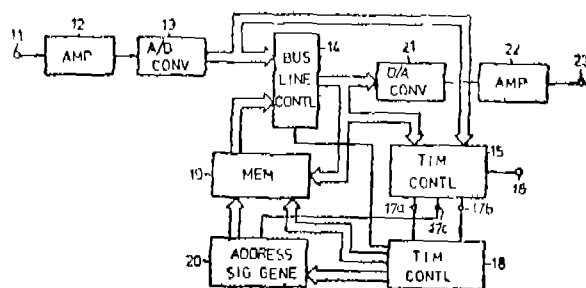 11
12
AMP
13
A/D
CONV
14
BUS
LINE
CONTL
21
D/A
CONV
22
AMP
23
15
TIM
CONTL
16
17a
17c
17b
19
MEM
20
ADDRESS
SIG GENE
TIM
CONTL
18